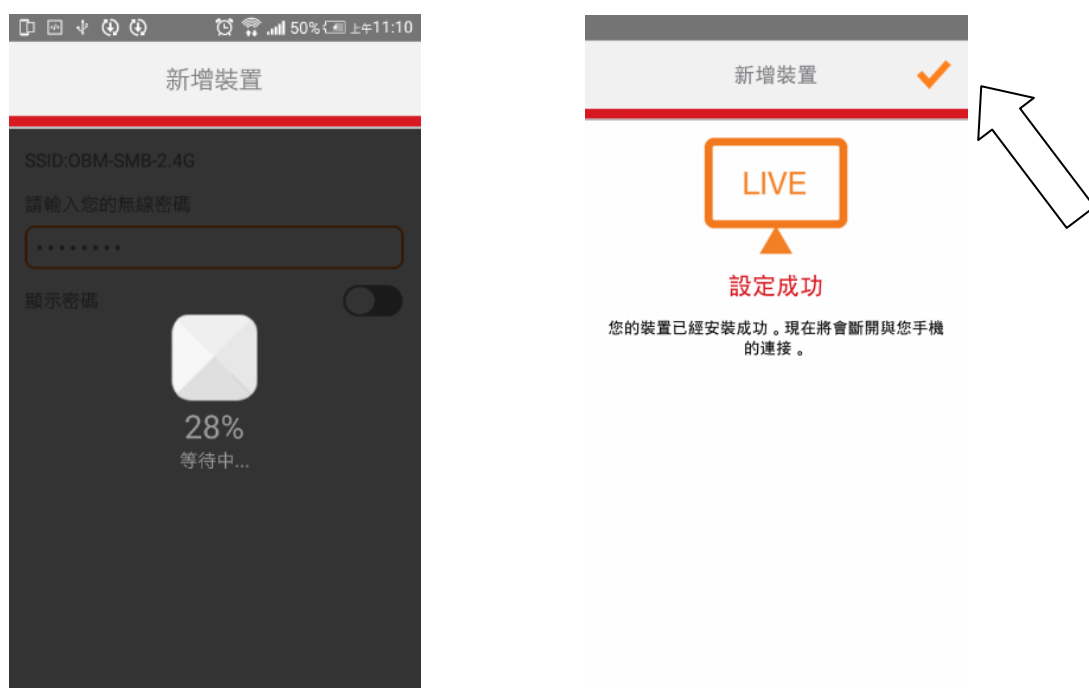 50% 上午11:10
新增裝置
SSID:OBM-SMB-2.4G
請輸入您的無線密碼
••••••••
顯示密碼
28%
等待中...
新增裝置
LIVE
設定成功
您的裝置已經安裝成功。現在將會斷開與您手機
的連接。